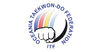 OCEANIA TAEKWON-DO FEDERATION
ITF